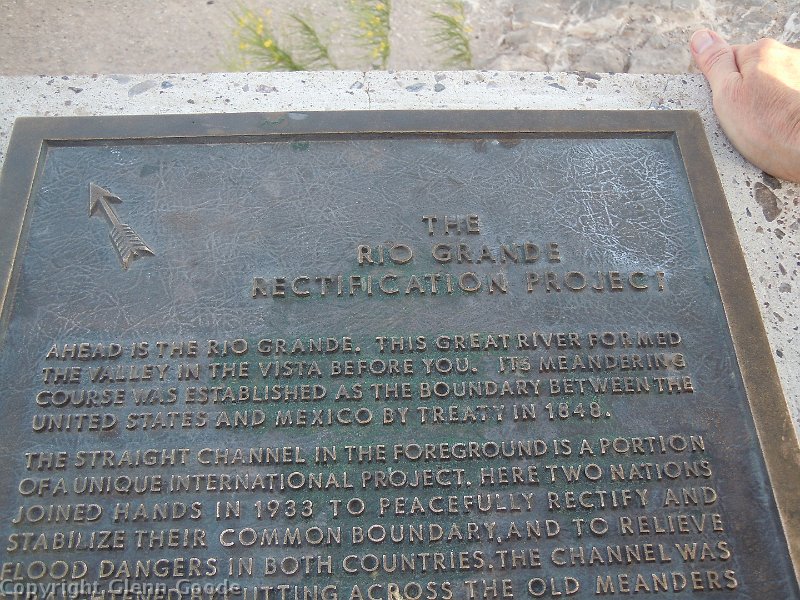 THE
RIO GRANDE
RECTIFICATION PROJECT
AHEAD IS THE RIO GRANDE. THIS GREAT RIVER FORMED
THE VALLEY IN THE VISTA BEFORE YOU. ITS MEANDERING
COURSE WAS ESTABLISHED AS THE BOUNDARY BETWEEN THE
UNITED STATES AND MEXICO BY TREATY IN 1848.
THE STRAIGHT CHANNEL IN THE FOREGROUND IS A PORTION
OF A UNIQUE INTERNATIONAL PROJECT. HERE TWO NATIONS
JOINED HANDS IN 1933 TO PEACEFULLY RECTIFY AND
STABILIZE THEIR COMMON BOUNDARY, AND TO RELIEVE
FLOOD DANGERS IN BOTH COUNTRIES. THE CHANNEL WAS
CUTTING ACROSS THE OLD MEANDERS
Copyright Glenn Goode